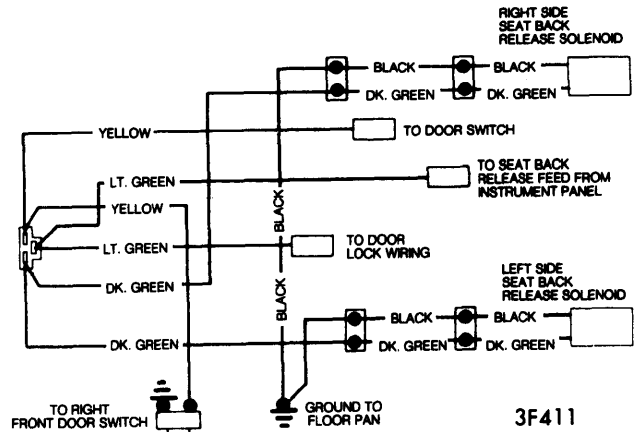 RIGHT SIDE
SEAT BACK
RELEASE SOLENOID
BLACK
BLACK
DK. GREEN
DK. GREEN
YELLOW
TO DOOR SWITCH
LT. GREEN
TO SEAT BACK
RELEASE FEED FROM
INSTRUMENT PANEL
YELLOW
BLACK
LT. GREEN
TO DOOR
LOCK WIRING
DK. GREEN
BLACK
LEFT SIDE
SEAT BACK
RELEASE SOLENOID
BLACK
BLACK
DK. GREEN
DK. GREEN
DK. GREEN
TO RIGHT
FRONT DOOR SWITCH
GROUND TO
FLOOR PAN
3F411